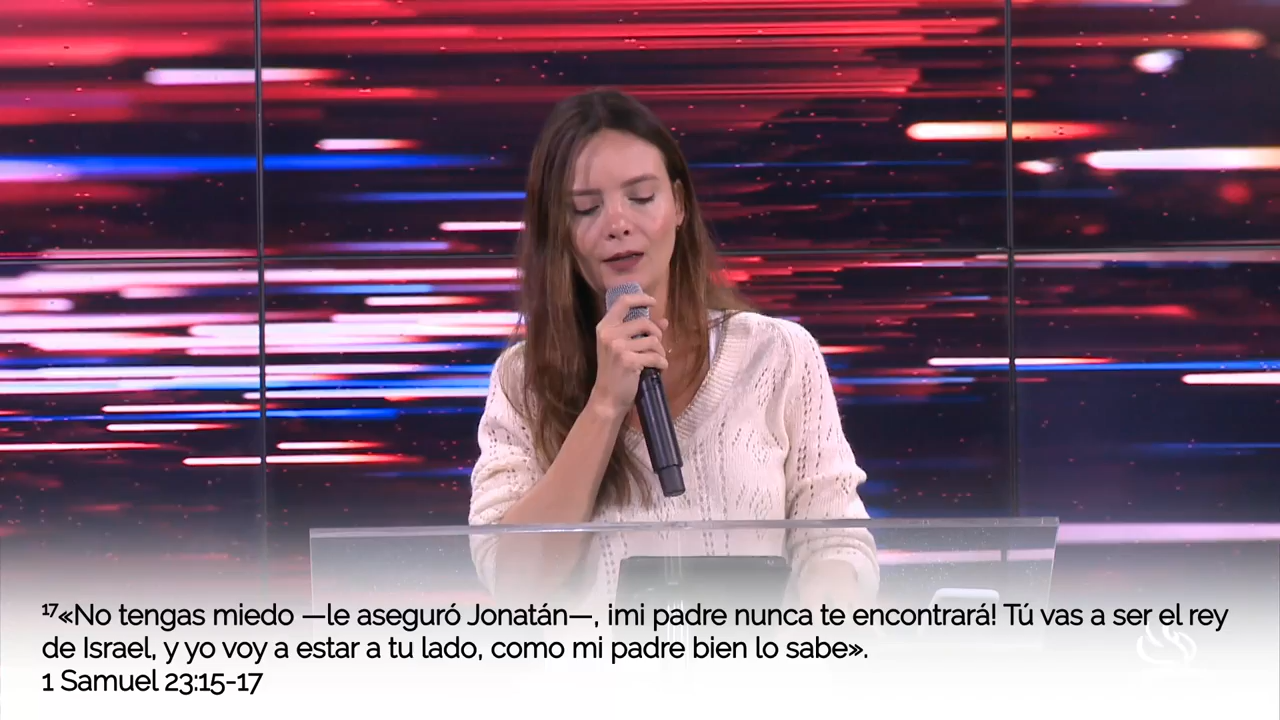 ¹⁷«No tengas miedo —le aseguró Jonatán—, ¡mi padre nunca te encontrará! Tú vas a ser el rey
de Israel, y yo voy a estar a tu lado, como mi padre bien lo sabe».
1 Samuel 23:15-17